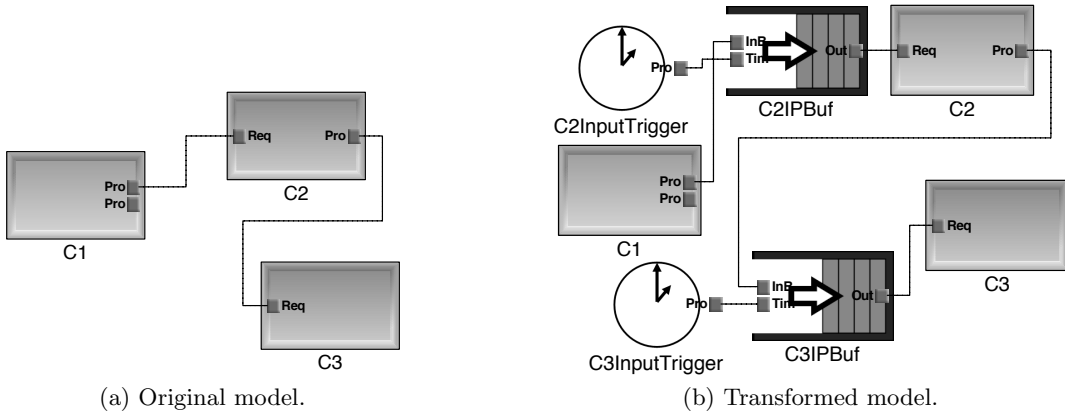 Req
Pro
C2
Pro
Pro
C1
Req
C3
(a) Original model.
InB
Pro
Tim
Out
Req
Pro
C2InputTrigger
C2IPBuf
C2
Pro
Pro
C1
Req
C3
InB
Pro
Tim
Out
C3InputTrigger
C3IPBuf
(b) Transformed model.